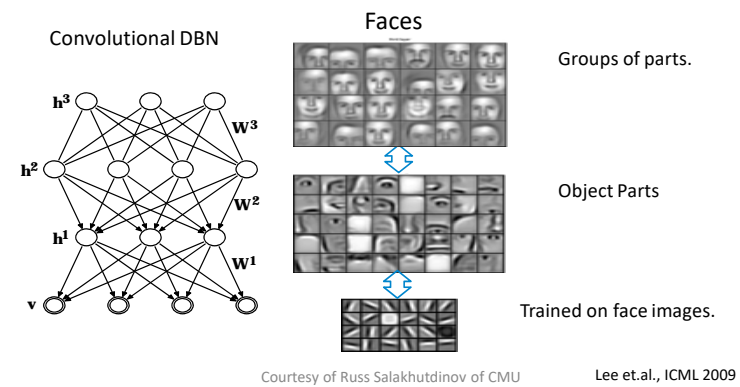 Faces
Convolutional DBN
Groups of parts.
h³
W³
h²
Object Parts
W²
h¹
W¹
v
Trained on face images.
Courtesy of Russ Salakhutdinov of CMU
Lee et.al., ICML 2009